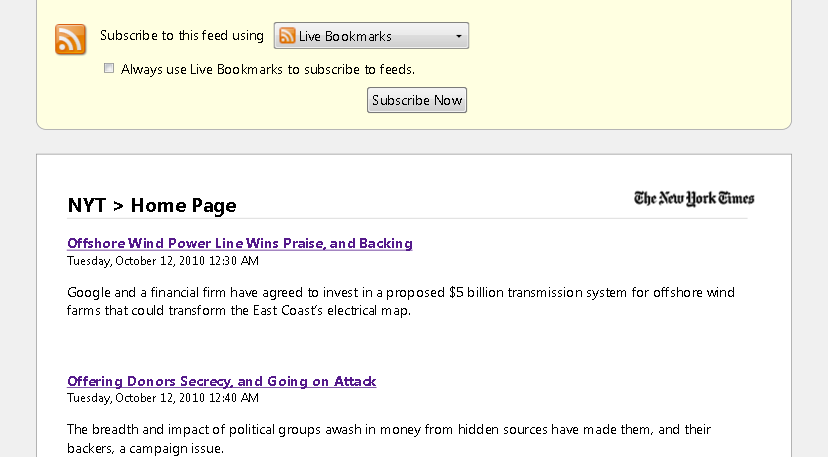 Subscribe to this feed using Live Bookmarks
Always use Live Bookmarks to subscribe to feeds.
Subscribe Now
NYT > Home Page
The New York Times
Offshore Wind Power Line Wins Praise, and Backing
Tuesday, October 12, 2010 12:30 AM
Google and a financial firm have agreed to invest in a proposed $5 billion transmission system for offshore wind
farms that could transform the East Coast’s electrical map.
Offering Donors Secrecy, and Going on Attack
Tuesday, October 12, 2010 12:40 AM
The breadth and impact of political groups awash in money from hidden sources have made them, and their
backers, a campaign issue.